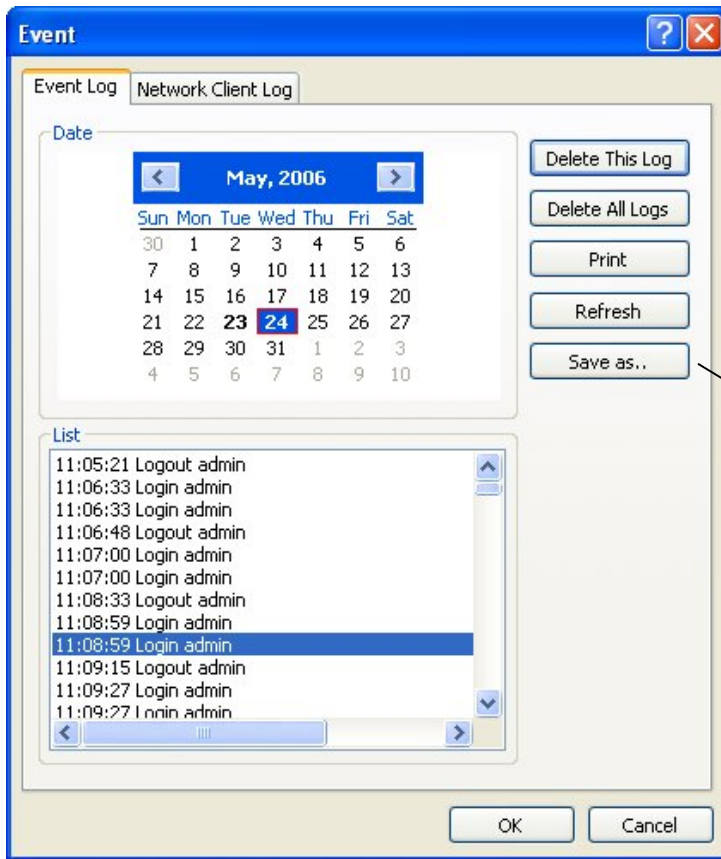 Event
Event Log Network Client Log
Date
May, 2006
Sun Mon Tue Wed Thu Fri Sat
30 1 2 3 4 5 6
7 8 9 10 11 12 13
14 15 16 17 18 19 20
21 22 23 24 25 26 27
28 29 30 31 1 2 3
4 5 6 7 8 9 10
Delete This Log
Delete All Logs
Print
Refresh
Save as..
List
11:05:21 Logout admin
11:06:33 Login admin
11:06:33 Login admin
11:06:48 Logout admin
11:07:00 Login admin
11:07:00 Login admin
11:08:33 Logout admin
11:08:59 Login admin
11:08:59 Login admin
11:09:15 Logout admin
11:09:27 Login admin
11:09:27 Login admin
OK Cancel